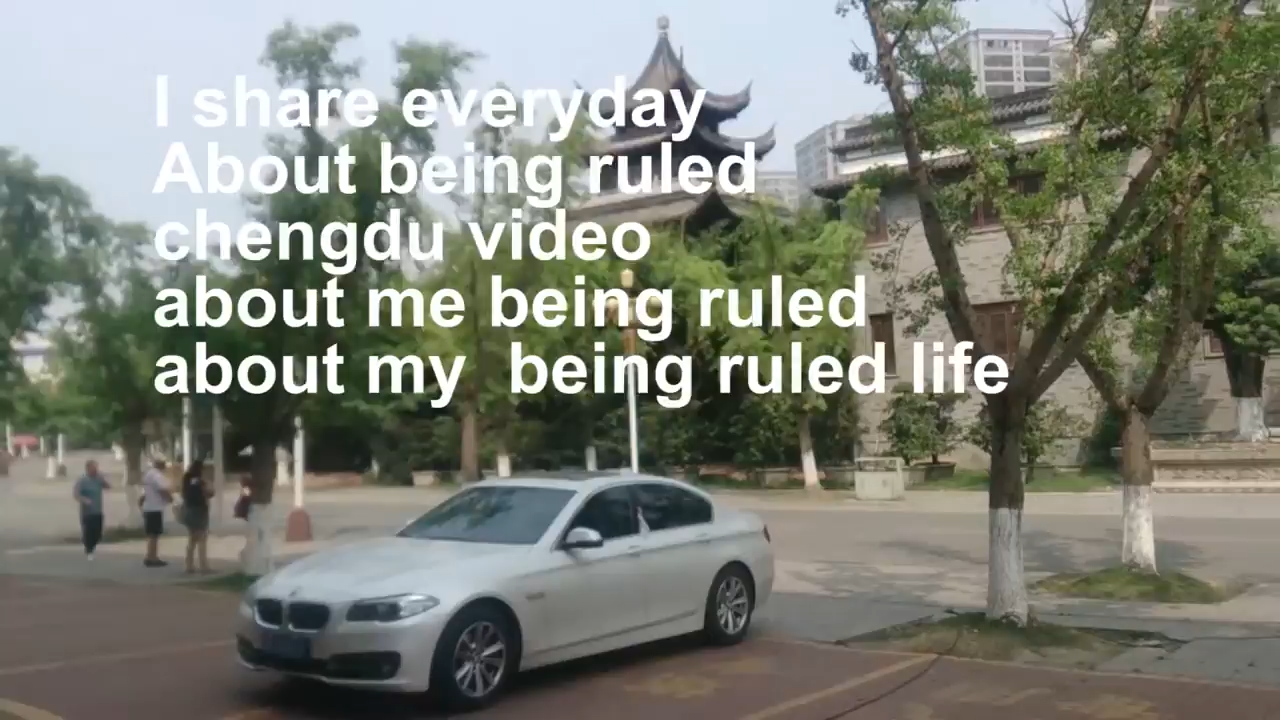 I share everyday
About being ruled
chengdu video
about me being ruled
about my  being ruled life